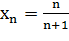 xₙ = n/(n+1)